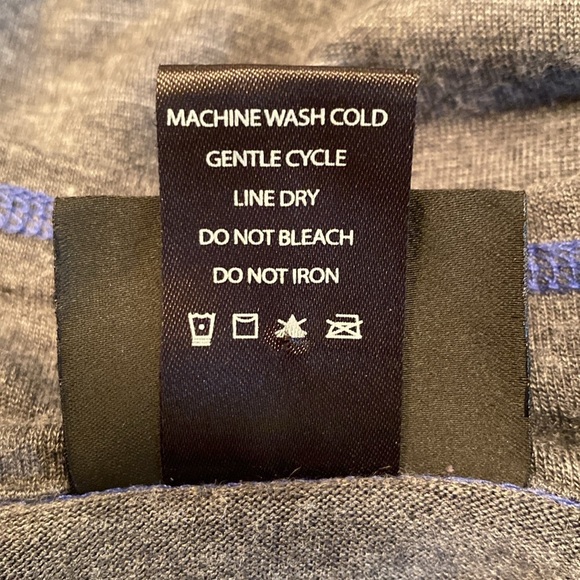 MACHINE WASH COLD
GENTLE CYCLE
LINE DRY
DO NOT BLEACH
DO NOT IRON